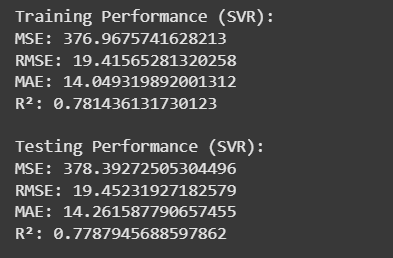 Training Performance (SVR):
MSE: 376.9675741628213
RMSE: 19.41565281320258
MAE: 14.049319892001312
R²: 0.781436131730123
Testing Performance (SVR):
MSE: 378.39272505304496
RMSE: 19.45231927182579
MAE: 14.261587790657455
R²: 0.7787945688597862